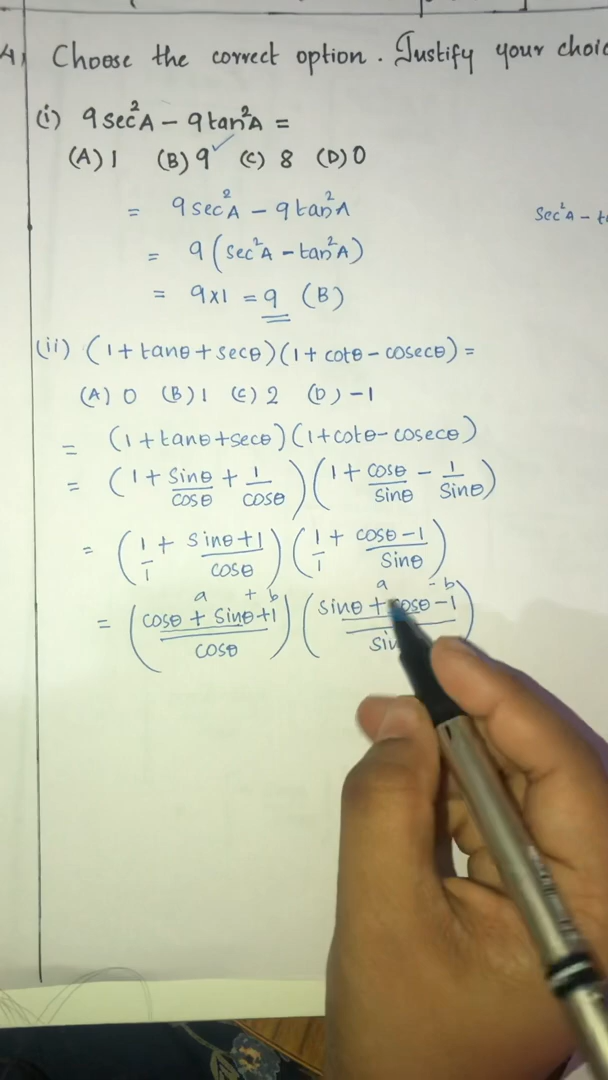 4) Choose the correct option. Justify your choic
(i) 9 sec²A − 9 tan²A =
(A) 1 (B) 9 ✓ (C) 8 (D) 0
= 9 sec²A − 9 tan²A
Sec²A − t
= 9 (sec²A − tan²A)
= 9×1 = 9 (B)
(ii) (1 + tanθ + secθ)(1 + cotθ − cosecθ) =
(A) 0 (B) 1 (C) 2 (D) −1
= (1 + tanθ + secθ)(1 + cotθ − cosecθ)
= (1 + Sinθ/cosθ + 1/cosθ)(1 + cosθ/sinθ − 1/Sinθ)
= (1/1 + Sinθ+1/cosθ)(1/1 + cosθ−1/Sinθ)
a + b a − b
= (cosθ + Sinθ +1/cosθ)(Sinθ + cosθ −1/Sin